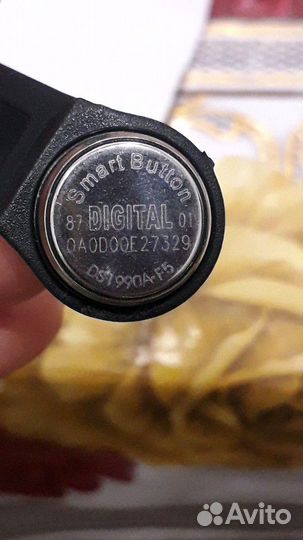 Smart Button
87 DIGITAL 01
0A0D00E27329
DS1990A-F5
Avito